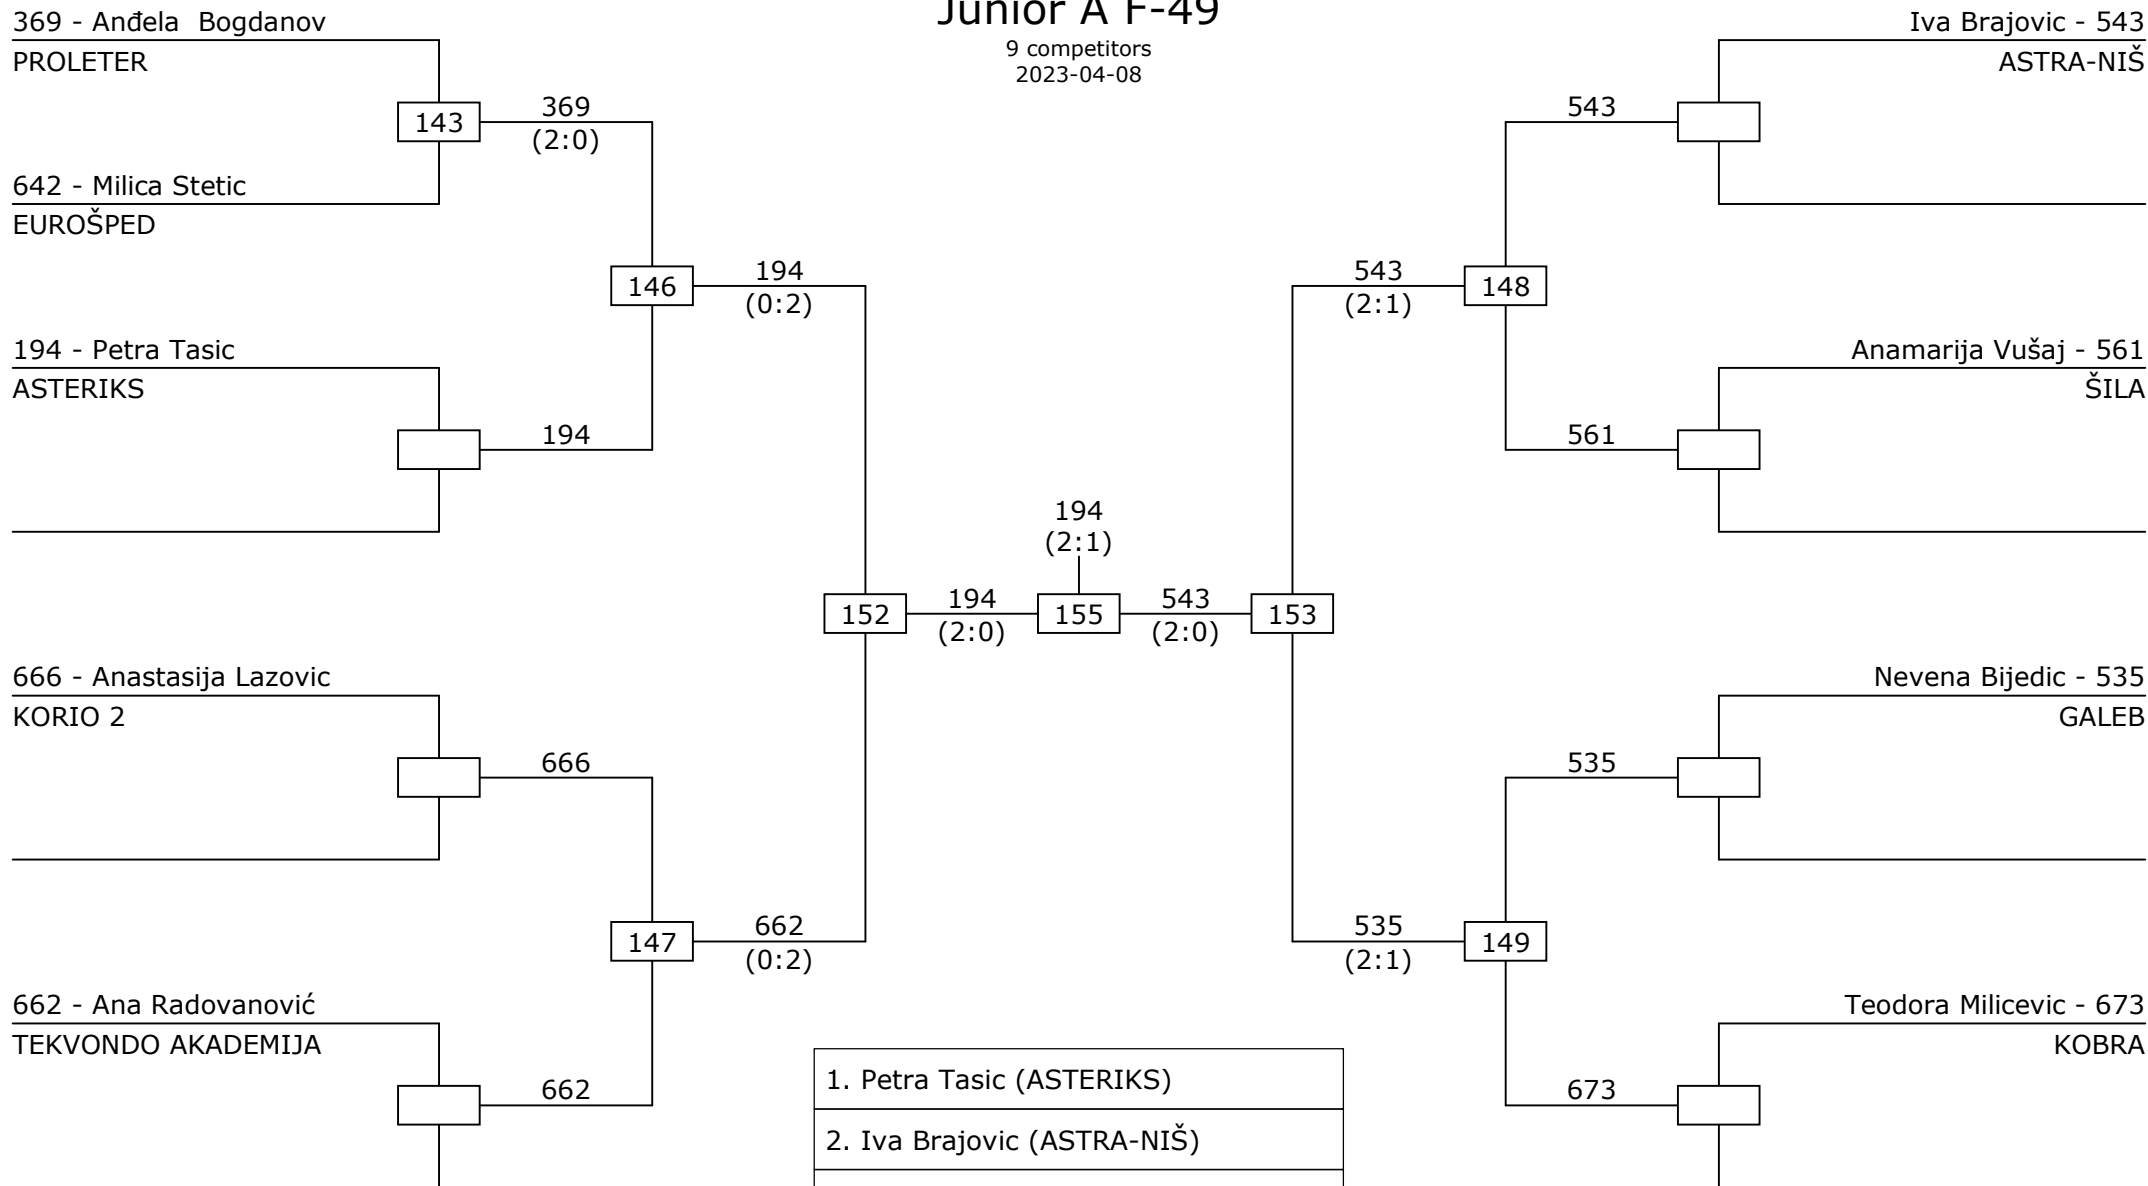 Junior A F-49
9 competitors
2023-04-08
369 - Anđela  Bogdanov
PROLETER
642 - Milica Stetic
EUROŠPED
194 - Petra Tasic
ASTERIKS
666 - Anastasija Lazovic
KORIO 2
662 - Ana Radovanović
TEKVONDO AKADEMIJA
143
369
(2:0)
194
666
662
146
194
(0:2)
147
662
(0:2)
152
194
(2:0)
194
(2:1)
155
543
(2:0)
153
543
(2:1)
148
535
(2:1)
149
543
561
535
673
Iva Brajovic - 543
ASTRA-NIŠ
Anamarija Vušaj - 561
ŠILA
Nevena Bijedic - 535
GALEB
Teodora Milicevic - 673
KOBRA
1. Petra Tasic (ASTERIKS)
2. Iva Brajovic (ASTRA-NIŠ)